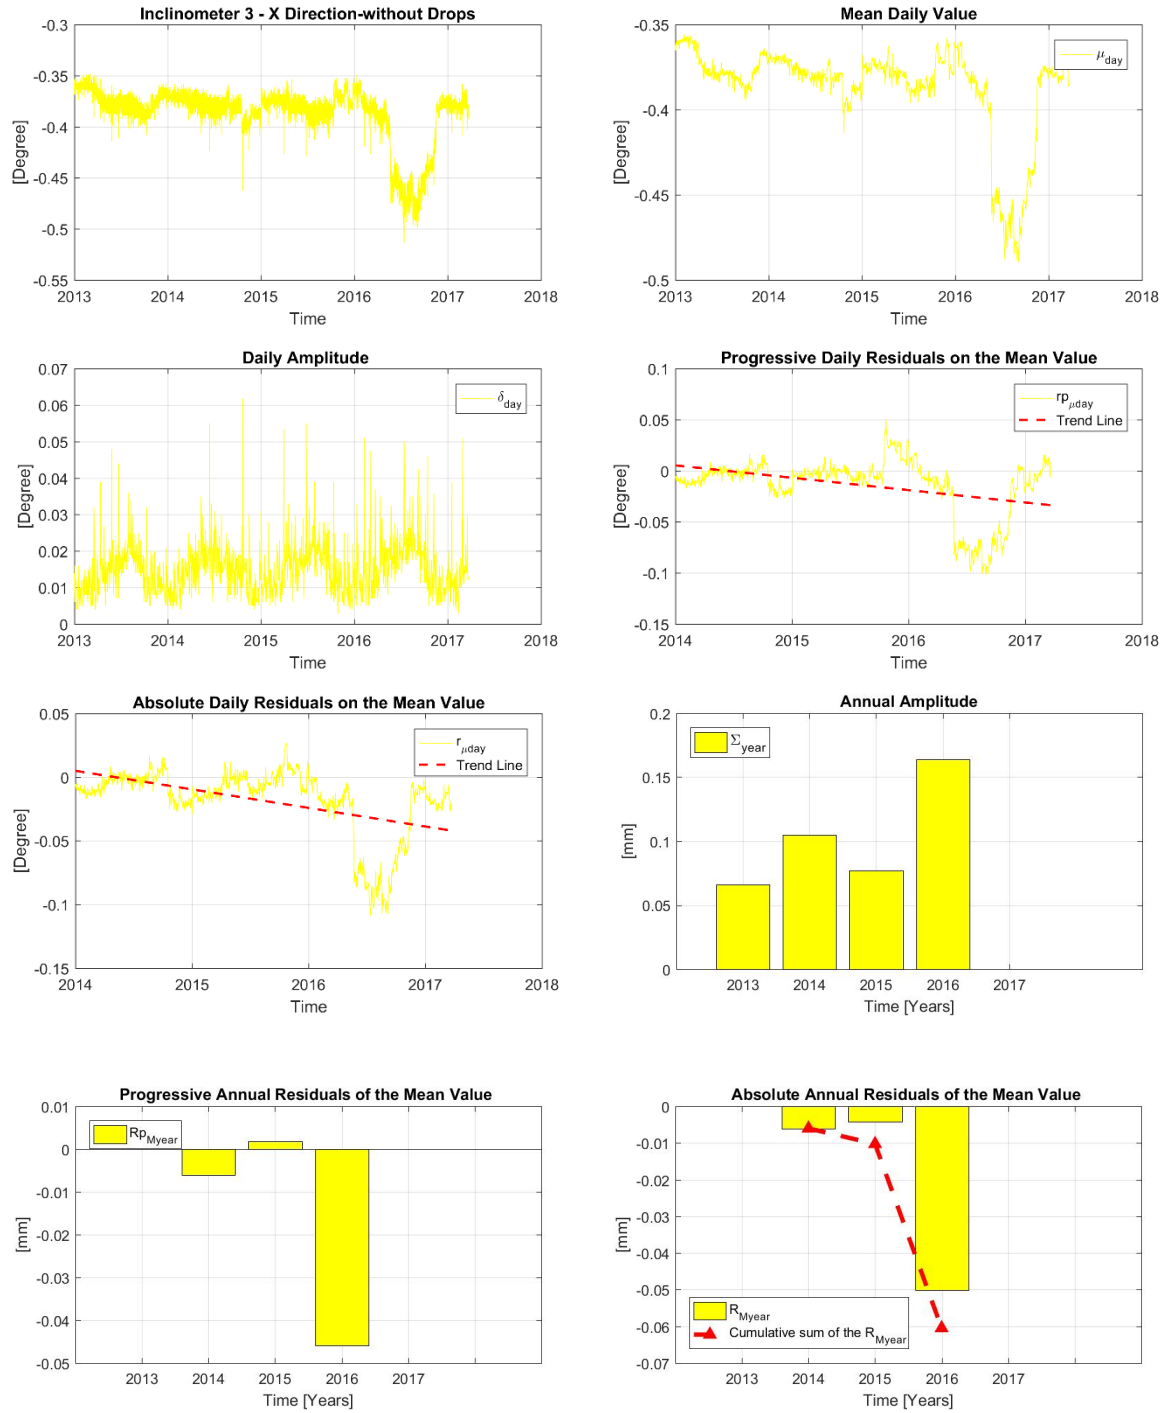 Inclinometer 3 - X Direction-without Drops
-0.3
-0.35
-0.4
-0.45
-0.5
-0.55
[Degree]
2013 2014 2015 2016 2017 2018
Time
Mean Daily Value
μday
-0.35
-0.4
-0.45
-0.5
[Degree]
2013 2014 2015 2016 2017 2018
Time
Daily Amplitude
δday
0.07
0.06
0.05
0.04
0.03
0.02
0.01
0
[Degree]
2013 2014 2015 2016 2017 2018
Time
Progressive Daily Residuals on the Mean Value
rpμday
Trend Line
0.1
0.05
0
-0.05
-0.1
-0.15
[Degree]
2014 2015 2016 2017 2018
Time
Absolute Daily Residuals on the Mean Value
rμday
Trend Line
0.05
0
-0.05
-0.1
-0.15
[Degree]
2014 2015 2016 2017 2018
Time
Annual Amplitude
Σyear
0.2
0.15
0.1
0.05
0
[mm]
2013 2014 2015 2016 2017
Time [Years]
Progressive Annual Residuals of the Mean Value
RpMyear
0.01
0
-0.01
-0.02
-0.03
-0.04
-0.05
[mm]
2013 2014 2015 2016 2017
Time [Years]
Absolute Annual Residuals of the Mean Value
0
-0.01
-0.02
-0.03
-0.04
-0.05
-0.06
-0.07
[mm]
RMyear
Cumulative sum of the RMyear
2013 2014 2015 2016 2017
Time [Years]